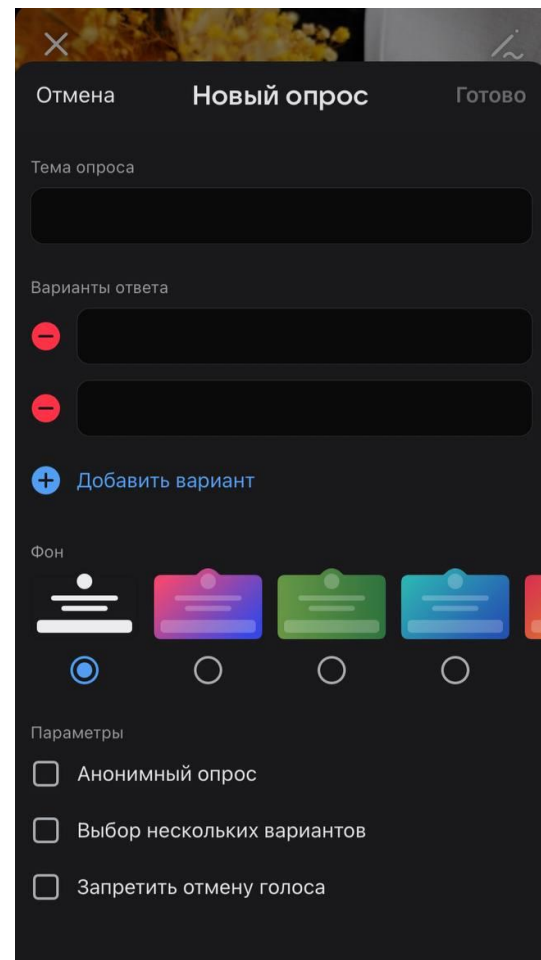 Отмена Новый опрос Готово
Тема опроса
Варианты ответа
Добавить вариант
Фон
Параметры
Анонимный опрос
Выбор нескольких вариантов
Запретить отмену голоса